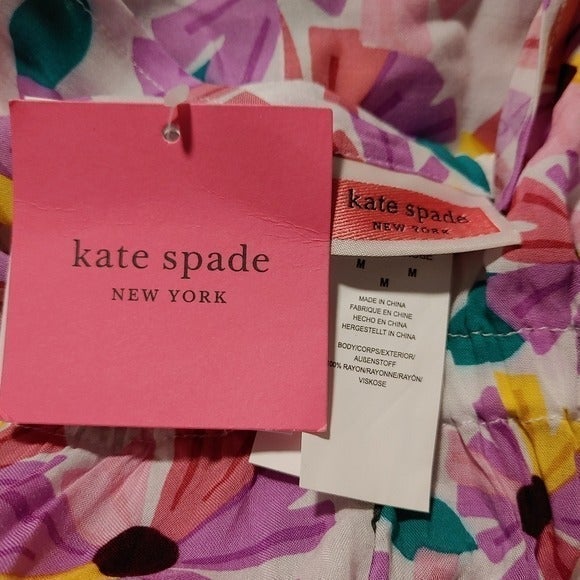 kate spade
NEW YORK
kate spade
NEW YORK
M M
M
MADE IN CHINA
FABRIQUE EN CHINE
HECHO EN CHINA
HERGESTELLT IN CHINA
BODY/CORPS/EXTERIOR/
AUßENSTOFF
100% RAYON/RAYONNE/RAYÓN/
VISKOSE